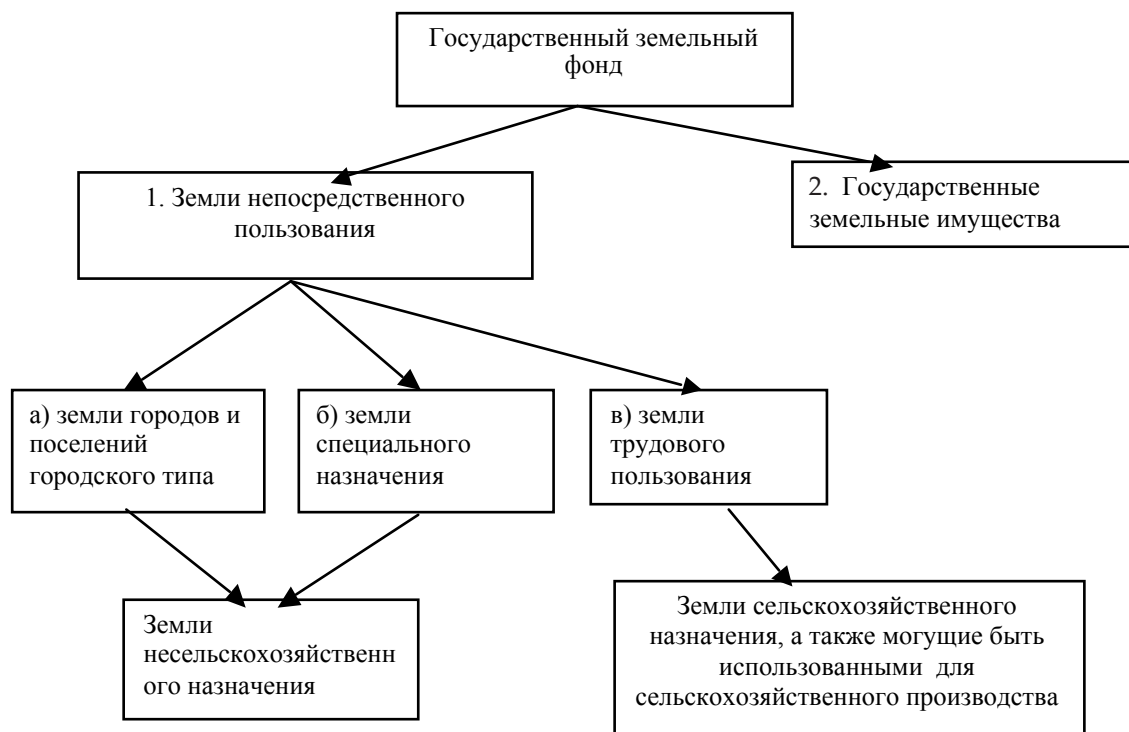 Государственный земельный
фонд
1. Земли непосредственного
пользования
2. Государственные
земельные имущества
а) земли городов и
поселений
городского типа
б) земли
специального
назначения
в) земли
трудового
пользования
Земли
несельскохозяйственн
ого назначения
Земли сельскохозяйственного
назначения, а также могущие быть
использованными для
сельскохозяйственного производства